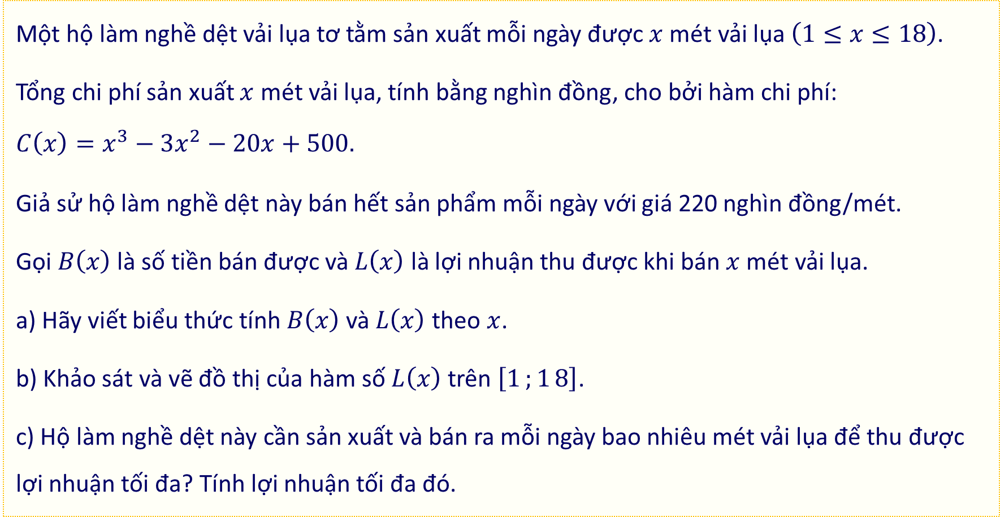 Một hộ làm nghề dệt vải lụa tơ tằm sản xuất mỗi ngày được x mét vải lụa (1 ≤ x ≤ 18).
Tổng chi phí sản xuất x mét vải lụa, tính bằng nghìn đồng, cho bởi hàm chi phí:
C(x) = x³ − 3x² − 20x + 500.
Giả sử hộ làm nghề dệt này bán hết sản phẩm mỗi ngày với giá 220 nghìn đồng/mét.
Gọi B(x) là số tiền bán được và L(x) là lợi nhuận thu được khi bán x mét vải lụa.
a) Hãy viết biểu thức tính B(x) và L(x) theo x.
b) Khảo sát và vẽ đồ thị của hàm số L(x) trên [1 ; 1 8].
c) Hộ làm nghề dệt này cần sản xuất và bán ra mỗi ngày bao nhiêu mét vải lụa để thu được
lợi nhuận tối đa? Tính lợi nhuận tối đa đó.